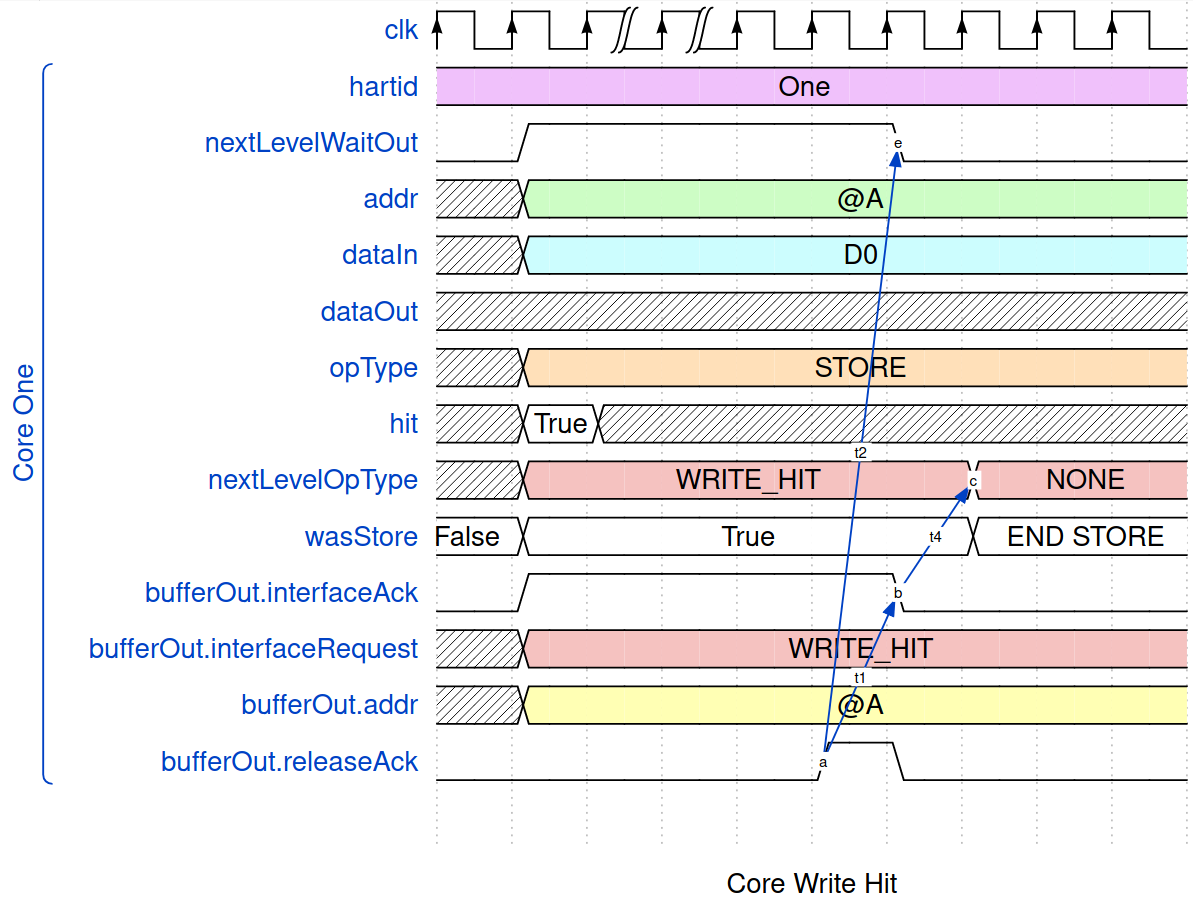 clk
hartid One
nextLevelWaitOut e
addr @A
dataIn D0
dataOut
opType STORE
hit True
t2
nextLevelOpType WRITE_HIT c NONE
wasStore False True t4 END STORE
bufferOut.interfaceAck b
bufferOut.interfaceRequest WRITE_HIT
t1
bufferOut.addr @A
bufferOut.releaseAck a
Core One
Core Write Hit